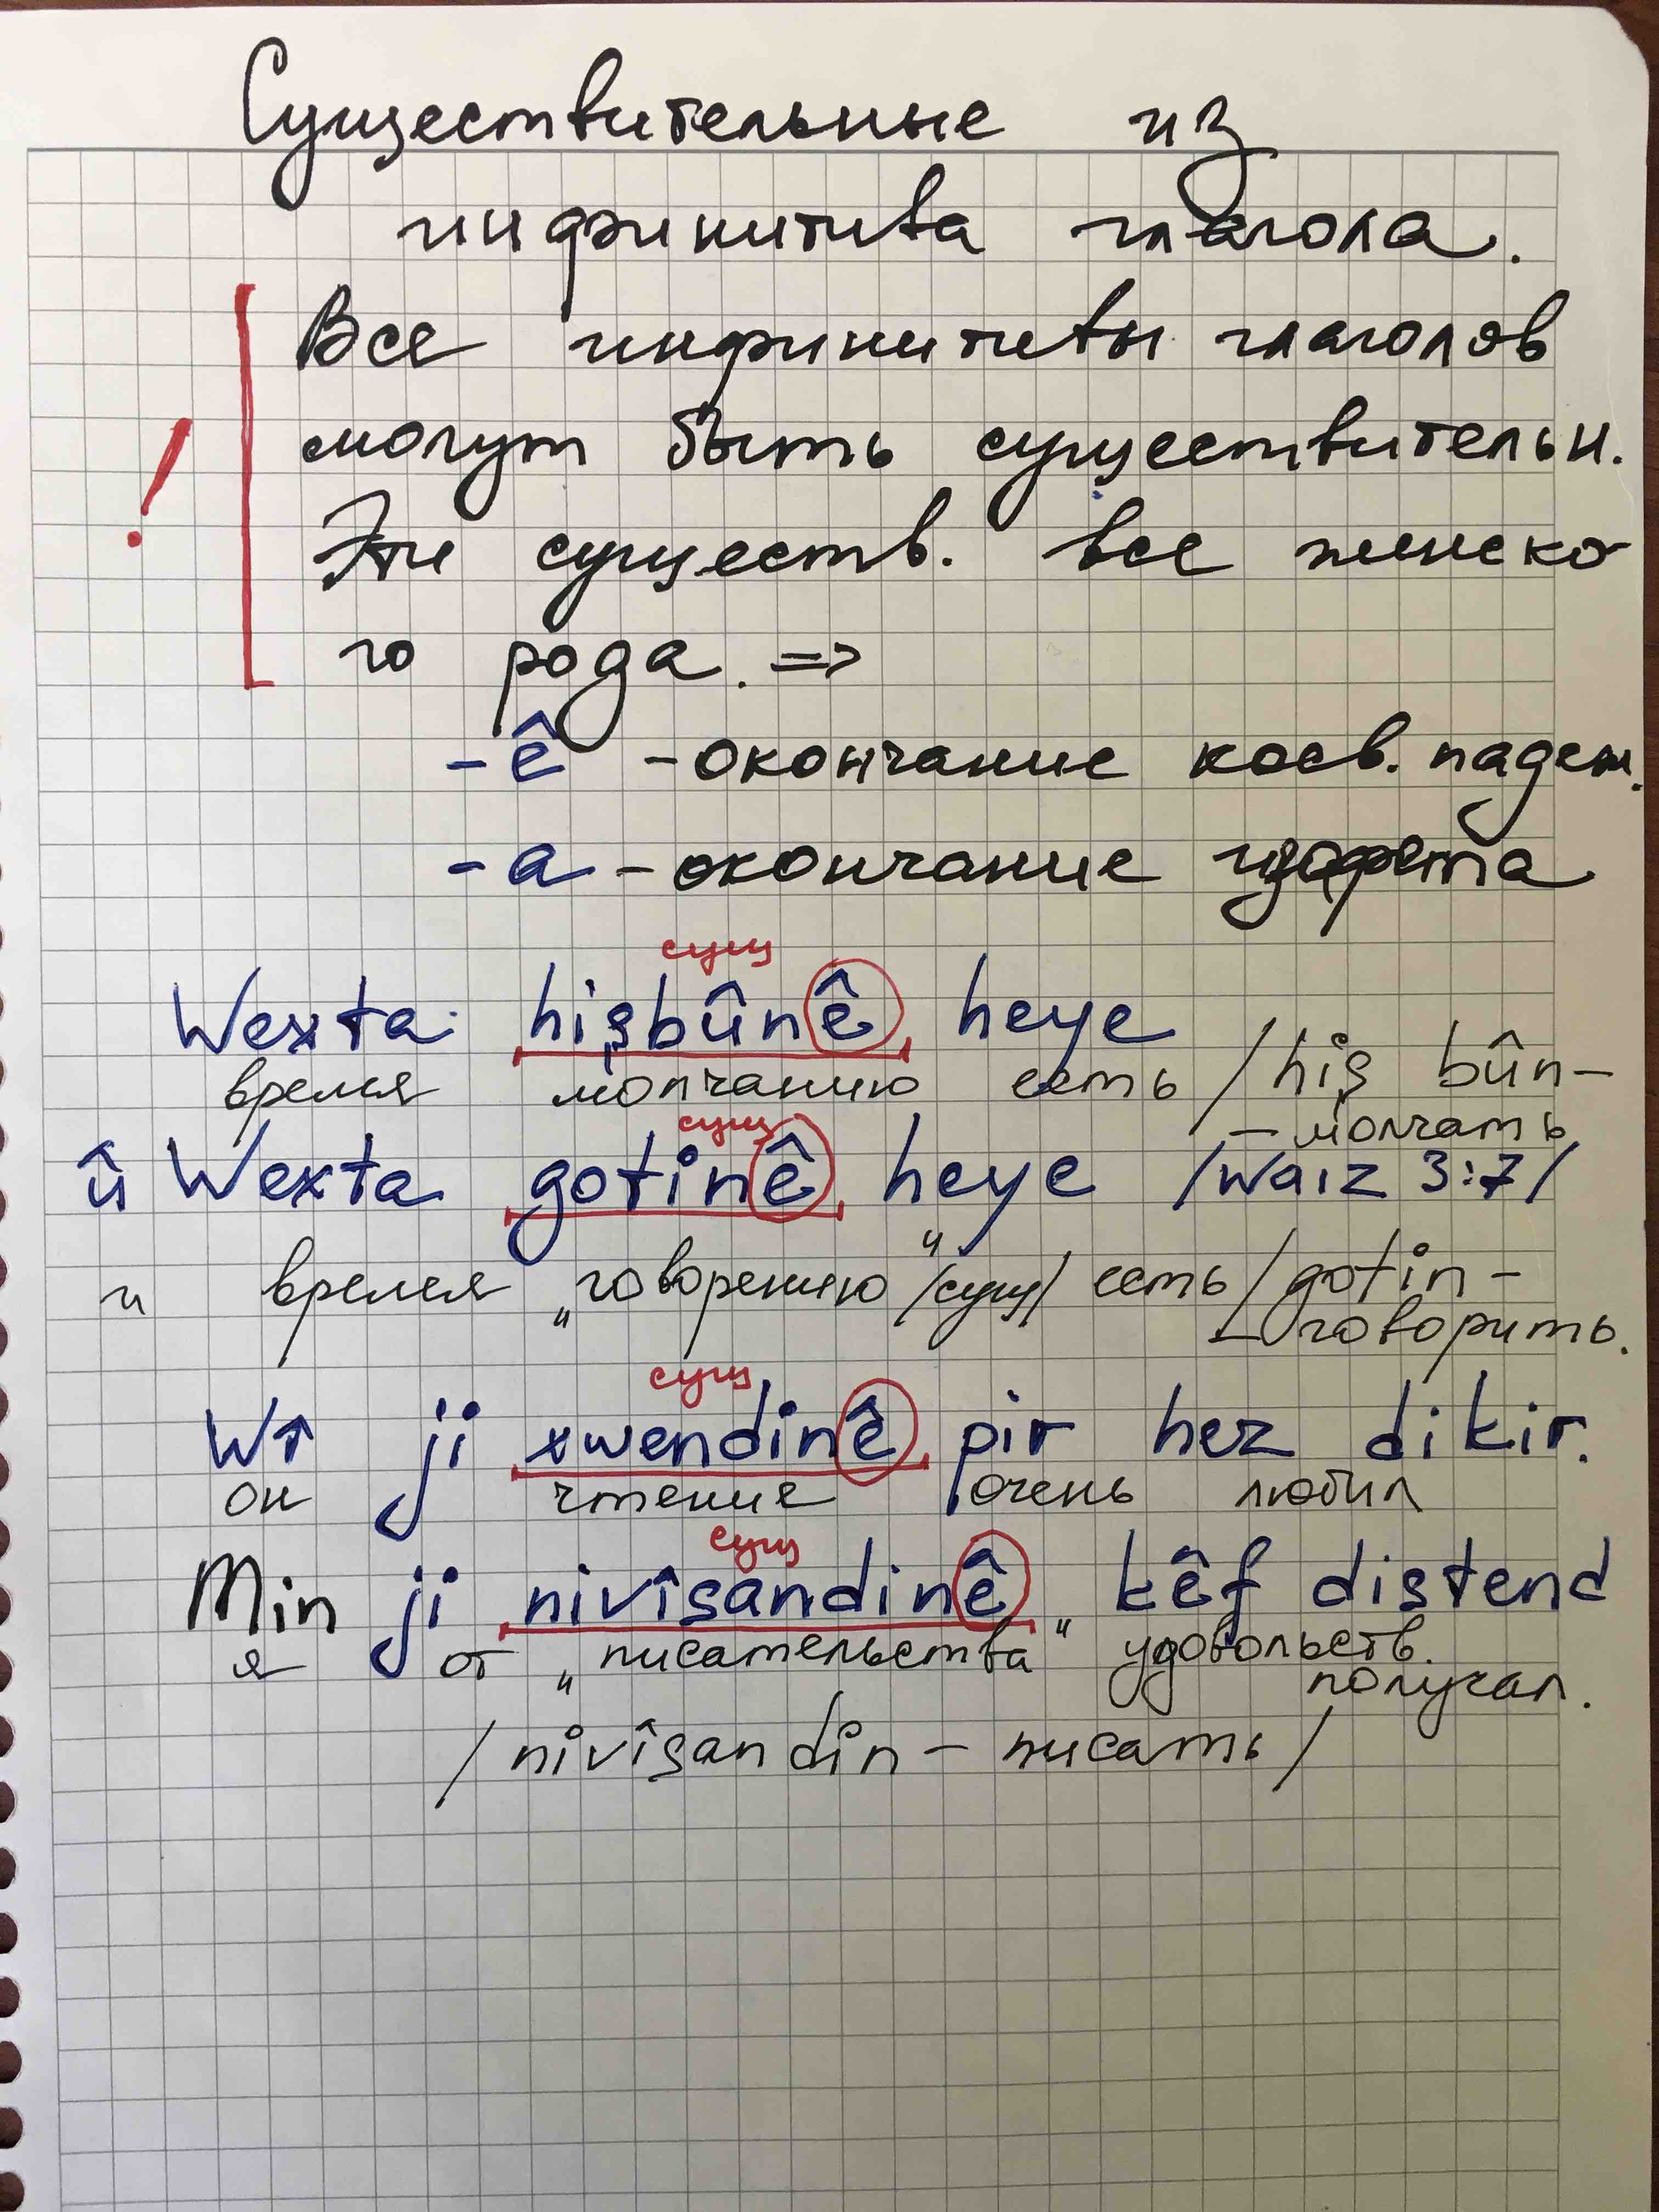 Существительные из
инфинитива глагола.
Все инфинитивы глаголов
! могут быть существительн.
Эти существ. все женско-
го рода. =>
-ê - окончание косв. падеж.
-a - окончание изафета
сущ
Wexta hişbûnê heye
время молчанию есть /hiş bûn-
- молчать
сущ
û Wexta gotinê heye /Waiz 3:7/
и время „говорению“ /сущ/ есть /gotin -
- говорить.
сущ
Wî ji xwendinê pir hez dikir.
он чтение очень любил
сущ
Min ji nivîsandinê kêf distend
я от „писательства“ удовольств.
получал.
/nivîsandin - писать/